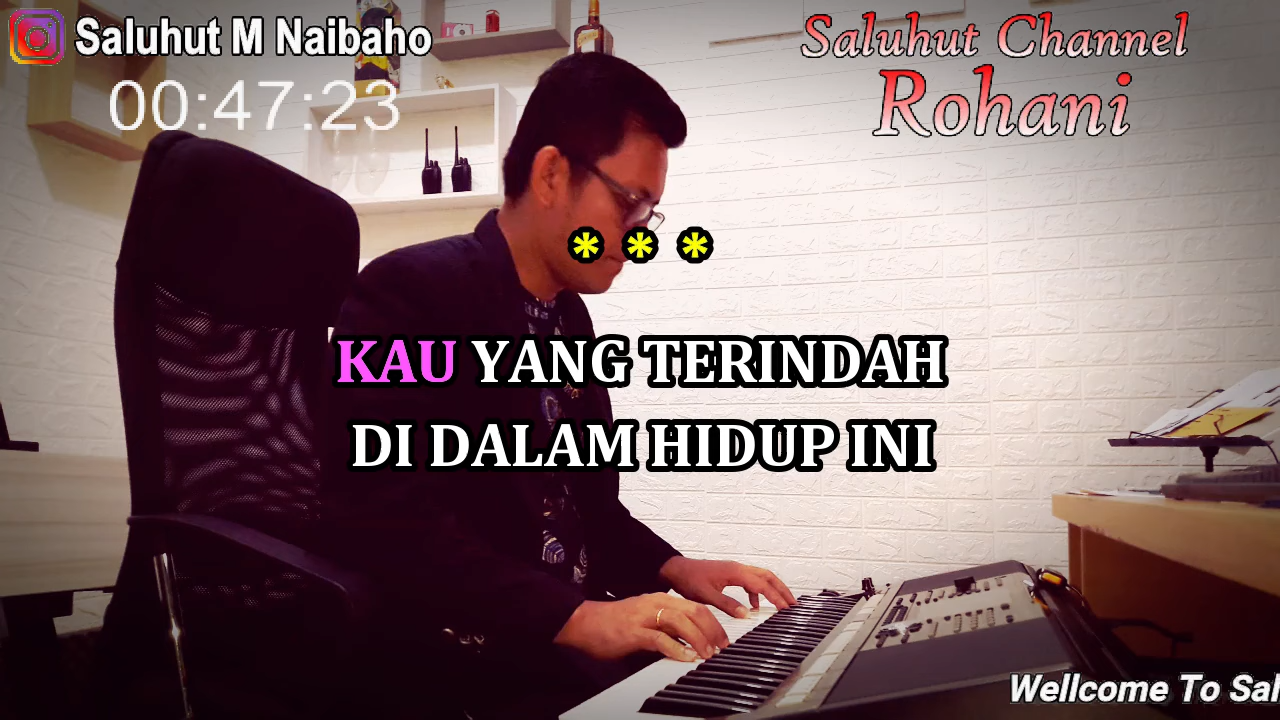 Saluhut M Naibaho
00:47:23
Saluhut Channel
Rohani
* * *
KAU YANG TERINDAH
DI DALAM HIDUP INI
Wellcome To Sal